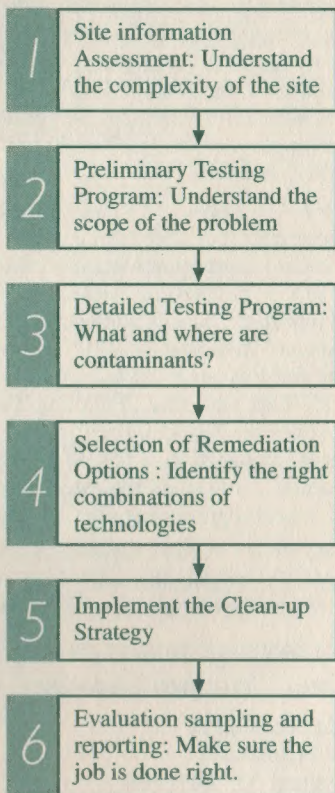 1
Site information
Assessment: Understand
the complexity of the site
2
Preliminary Testing
Program: Understand the
scope of the problem
3
Detailed Testing Program:
What and where are
contaminants?
4
Selection of Remediation
Options : Identify the right
combinations of
technologies
5
Implement the Clean-up
Strategy
6
Evaluation sampling and
reporting: Make sure the
job is done right.